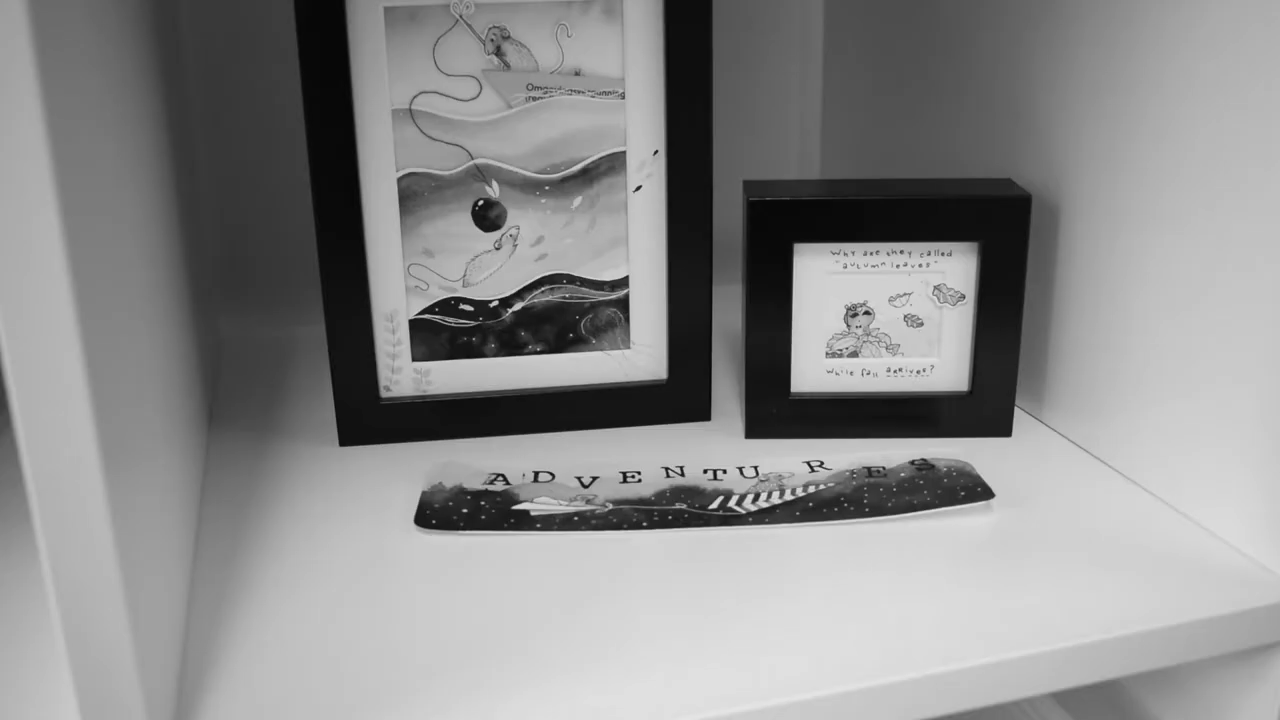 WHY ARE they called
"autumn leaves"
While fall ARRIVES?
ADVENTURES